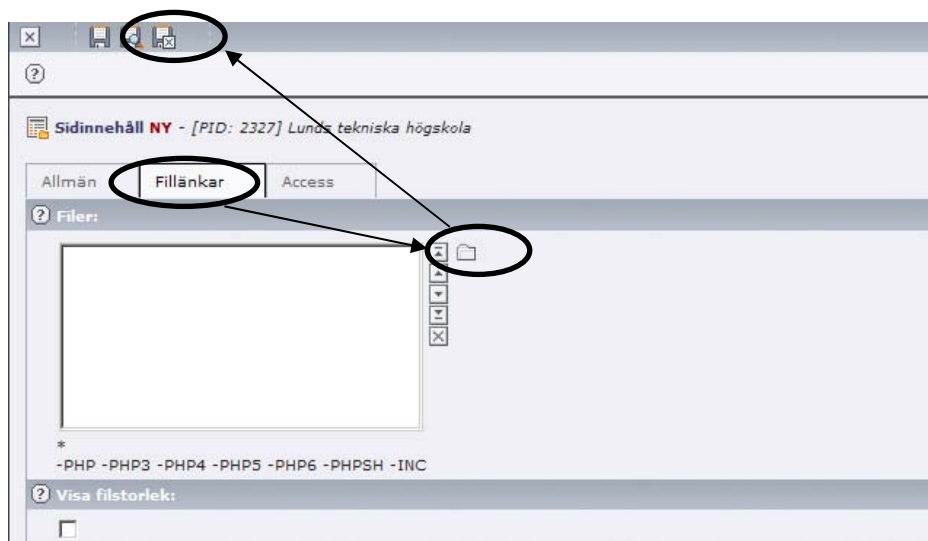 Sidinnehåll NY - [PID: 2327] Lunds tekniska högskola
Allmän Fillänkar Access
Filer:
*
-PHP -PHP3 -PHP4 -PHP5 -PHP6 -PHPSH -INC
Visa filstorlek: